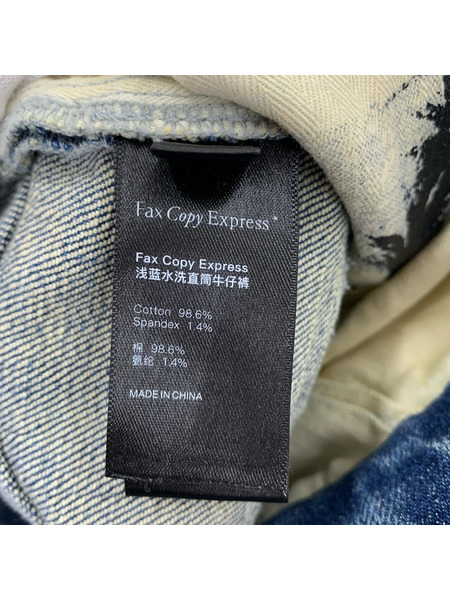 Fax Copy Express*
Fax Copy Express
浅蓝水洗直筒牛仔裤
Cotton 98.6%
Spandex 1.4%
棉 98.6%
氨纶 1.4%
MADE IN CHINA